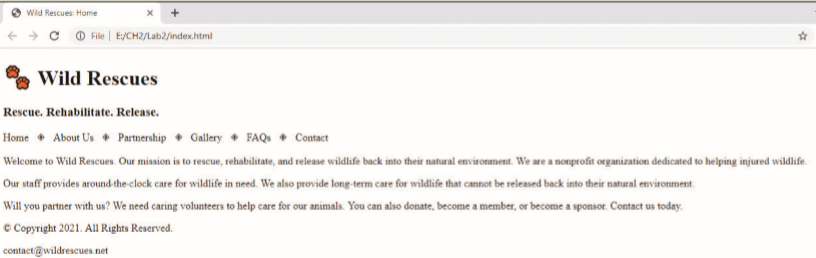 Wild Rescues: Home
File | E:/CH2/Lab2/index.html
Wild Rescues
Rescue. Rehabilitate. Release.
Home ◈ About Us ◈ Partnership ◈ Gallery ◈ FAQs ◈ Contact
Welcome to Wild Rescues. Our mission is to rescue, rehabilitate, and release wildlife back into their natural environment. We are a nonprofit organization dedicated to helping injured wildlife.
Our staff provides around-the-clock care for wildlife in need. We also provide long-term care for wildlife that cannot be released back into their natural environment.
Will you partner with us? We need caring volunteers to help care for our animals. You can also donate, become a member, or become a sponsor. Contact us today.
© Copyright 2021. All Rights Reserved.
contact@wildrescues.net